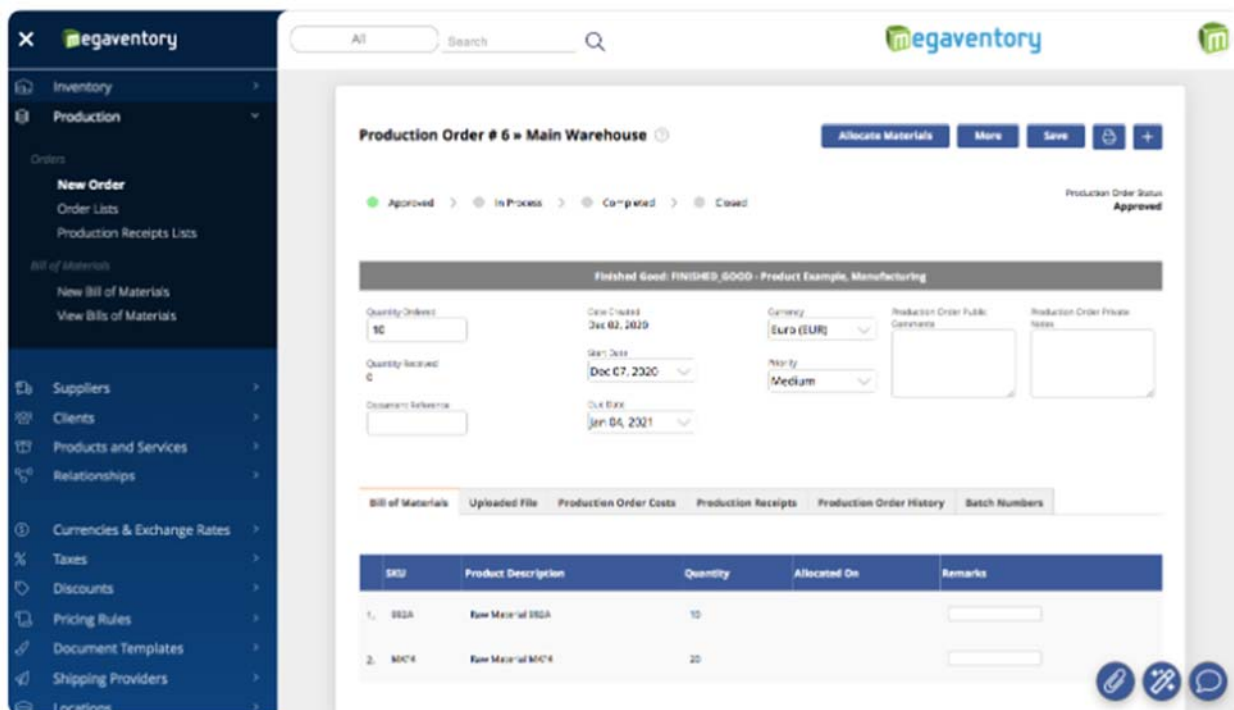 megaventory
Inventory
Production
Orders
New Order
Order Lists
Production Receipts Lists
Bill of Materials
New Bill of Materials
View Bills of Materials
Suppliers
Clients
Products and Services
Relationships
Currencies & Exchange Rates
Taxes
Discounts
Pricing Rules
Document Templates
Shipping Providers
Locations
All Search
megaventory
Production Order # 6 » Main Warehouse
Allocate Materials More Save
Approved > In Process > Completed > Closed
Production Order Status
Approved
Finished Good: FINISHED_GOOD - Product Example, Manufacturing
Quantity Ordered
10
Quantity Received
0
Document Reference
Date Created
Dec 02, 2020
Start Date
Dec 07, 2020
Due Date
Jan 04, 2021
Currency
Euro (EUR)
Priority
Medium
Production Order Public
Comments
Production Order Private
Notes
Bill of Materials Uploaded File Production Order Costs Production Receipts Production Order History Batch Numbers
SKU Product Description Quantity Allocated On Remarks
1. Raw Material 10
2. Raw Material 20